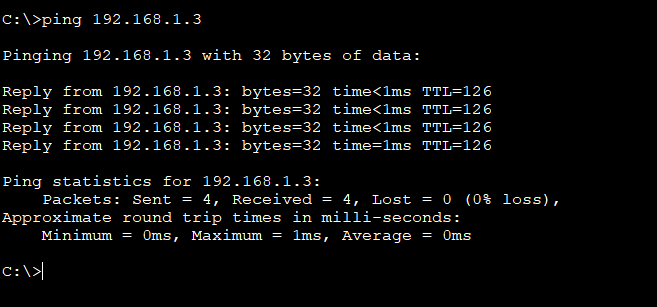 C:\>ping 192.168.1.3
Pinging 192.168.1.3 with 32 bytes of data:
Reply from 192.168.1.3: bytes=32 time<1ms TTL=126
Reply from 192.168.1.3: bytes=32 time<1ms TTL=126
Reply from 192.168.1.3: bytes=32 time<1ms TTL=126
Reply from 192.168.1.3: bytes=32 time=1ms TTL=126
Ping statistics for 192.168.1.3:
    Packets: Sent = 4, Received = 4, Lost = 0 (0% loss),
Approximate round trip times in milli-seconds:
    Minimum = 0ms, Maximum = 1ms, Average = 0ms
C:\>